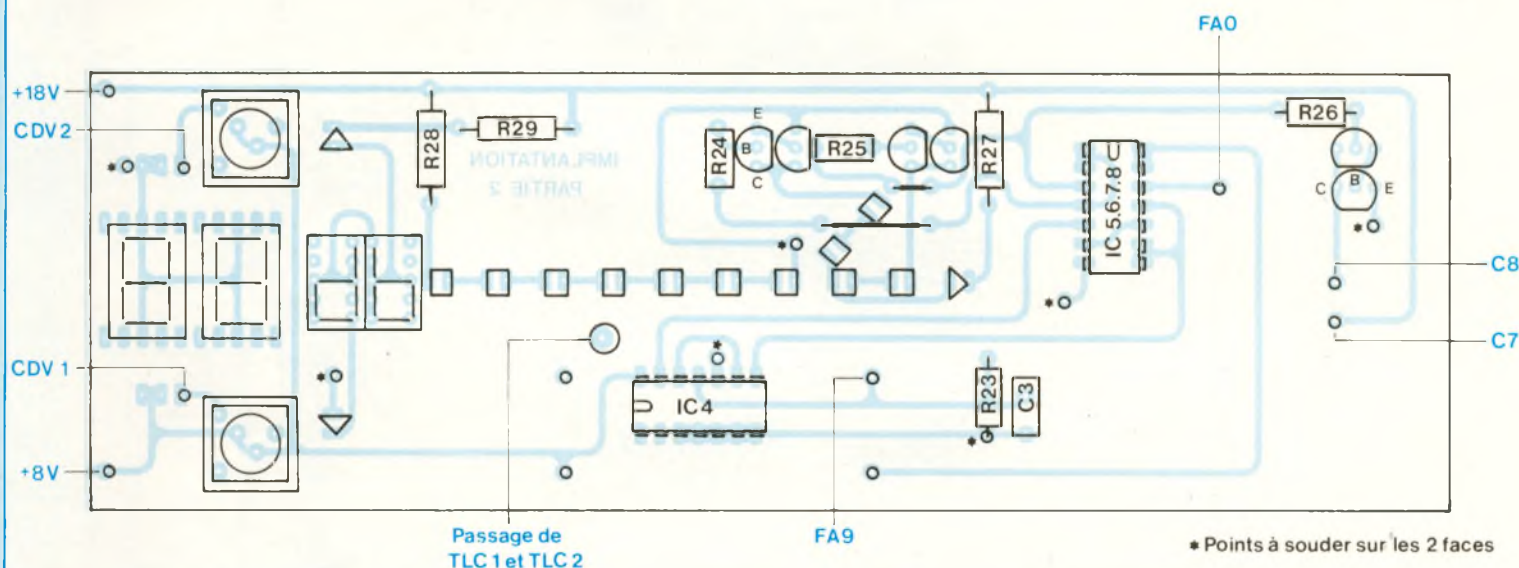 FA0
+18V
CDV 2
R28
R29
IMPLANTATION
PARTIE 2
R24
E
B
C
R25
R27
IC 5.6.7.8
R26
C
B
E
*
*
*
*
C8
C7
CDV 1
*
*
IC4
R23
C3
*
+8V
Passage de
TLC 1 et TLC 2
FA9
* Points à souder sur les 2 faces